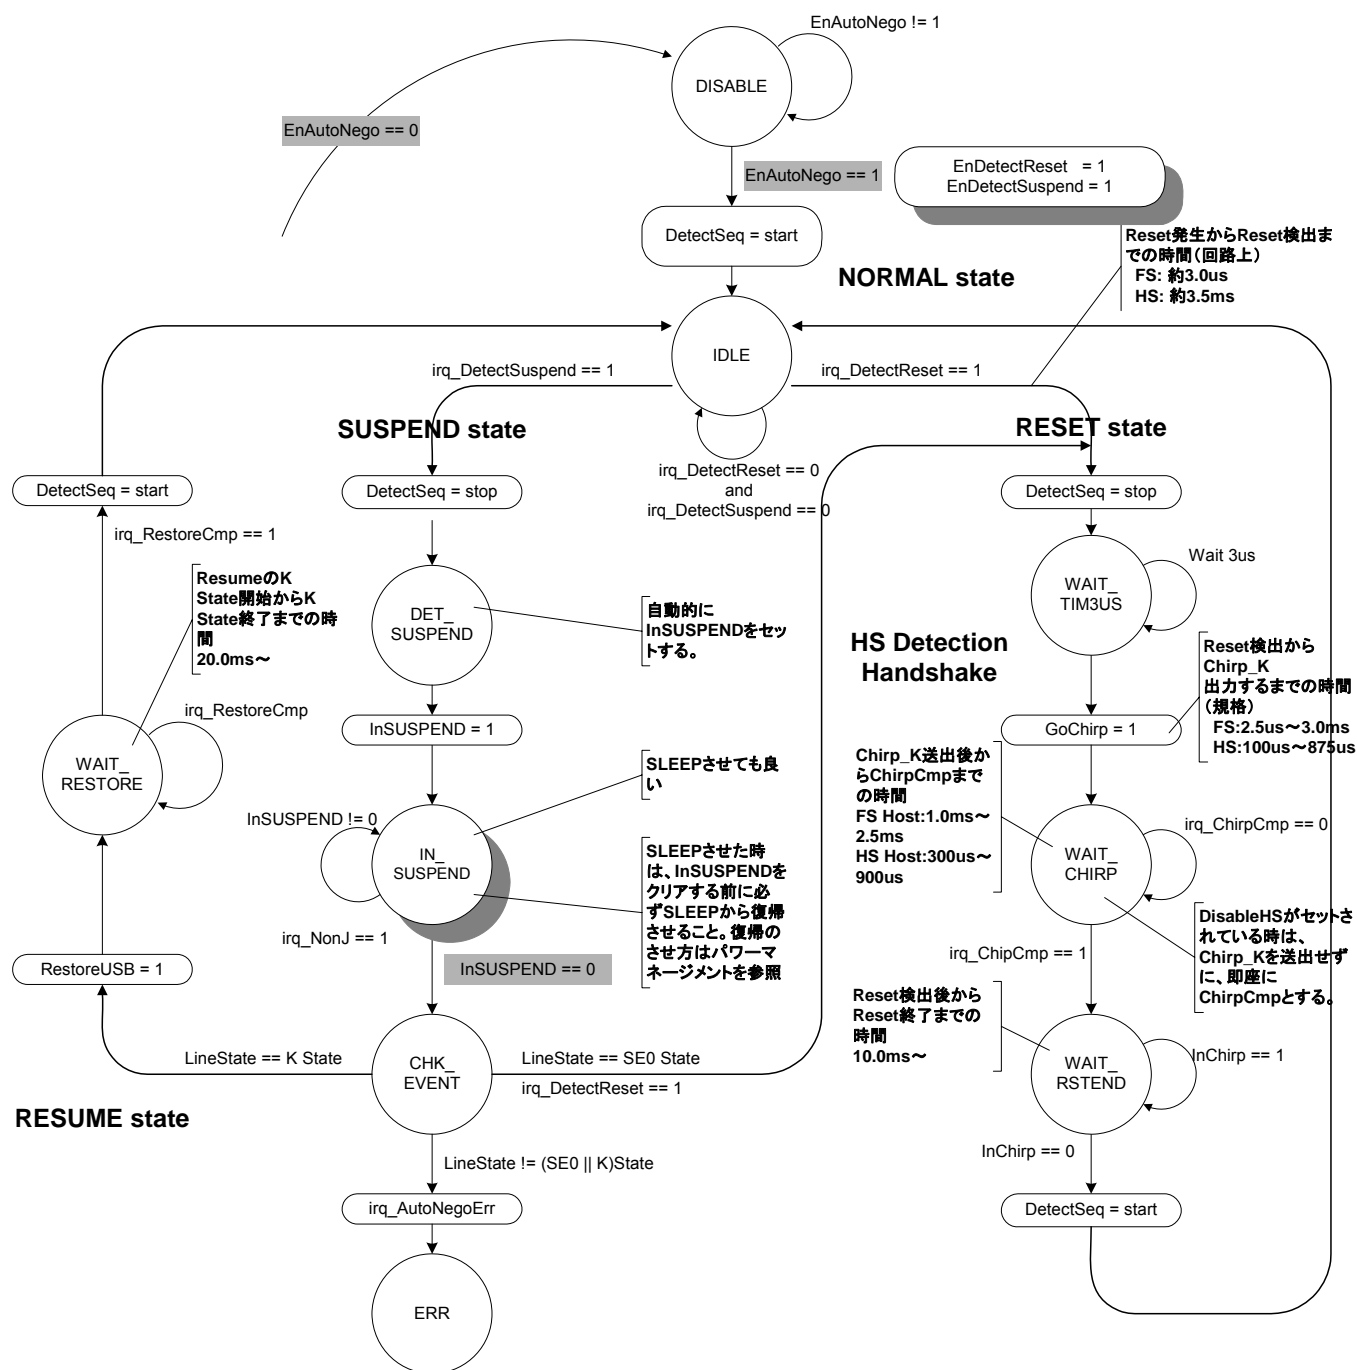 EnAutoNego != 1
DISABLE
EnAutoNego == 0
EnAutoNego == 1
EnDetectReset = 1
EnDetectSuspend = 1
DetectSeq = start
Reset発生からReset検出ま
での時間（回路上）
FS: 約3.0us
HS: 約3.5ms
NORMAL state
IDLE
irq_DetectSuspend == 1
irq_DetectReset == 1
SUSPEND state
RESET state
irq_DetectReset == 0
and
irq_DetectSuspend == 0
DetectSeq = start
DetectSeq = stop
DetectSeq = stop
irq_RestoreCmp == 1
Wait 3us
ResumeのK
State開始からK
State終了までの時
間
20.0ms～
DET_
SUSPEND
自動的に
InSUSPENDをセッ
トする。
WAIT_
TIM3US
HS Detection
Handshake
Reset検出から
Chirp_K
出力するまでの時間
（規格）
FS:2.5us～3.0ms
HS:100us～875us
irq_RestoreCmp
InSUSPEND = 1
GoChirp = 1
WAIT_
RESTORE
SLEEPさせても良
い
Chirp_K送出後か
らChirpCmpまで
の時間
FS Host:1.0ms～
2.5ms
HS Host:300us～
900us
InSUSPEND != 0
irq_ChirpCmp == 0
IN_
SUSPEND
SLEEPさせた時
は、InSUSPENDを
クリアする前に必
ずSLEEPから復帰
させること。復帰の
させ方はパワーマ
ネージメントを参照
WAIT_
CHIRP
DisableHSがセットさ
れている時は、
Chirp_Kを送出せず
に、即座に
ChirpCmpとする。
irq_NonJ == 1
irq_ChipCmp == 1
RestoreUSB = 1
InSUSPEND == 0
Reset検出後から
Reset終了までの
時間
10.0ms～
LineState == K State
CHK_
EVENT
LineState == SE0 State
irq_DetectReset == 1
WAIT_
RSTEND
InChirp == 1
RESUME state
InChirp == 0
LineState != (SE0 || K)State
irq_AutoNegoErr
DetectSeq = start
ERR